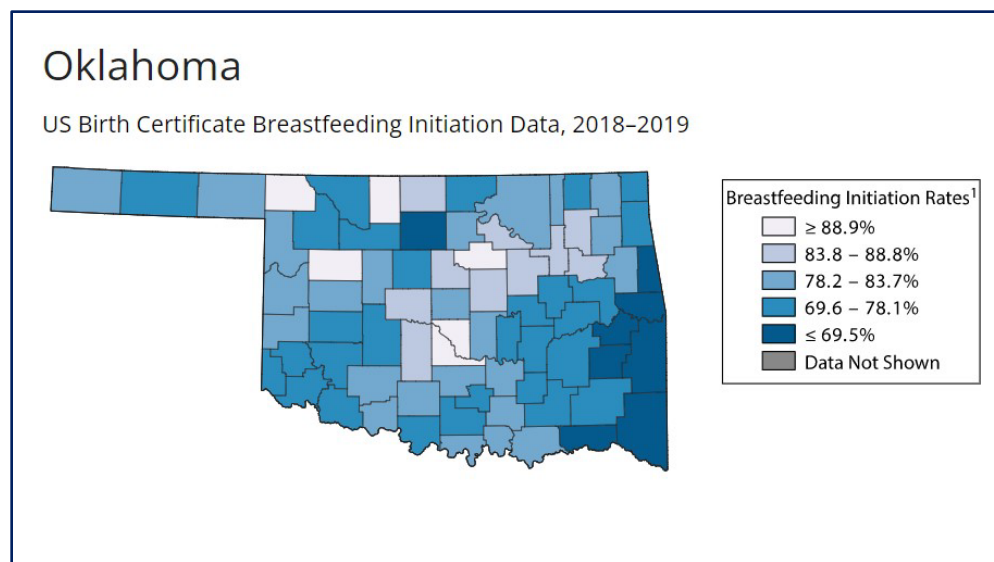 Oklahoma
US Birth Certificate Breastfeeding Initiation Data, 2018–2019
Breastfeeding Initiation Rates¹
≥ 88.9%
83.8 – 88.8%
78.2 – 83.7%
69.6 – 78.1%
≤ 69.5%
Data Not Shown